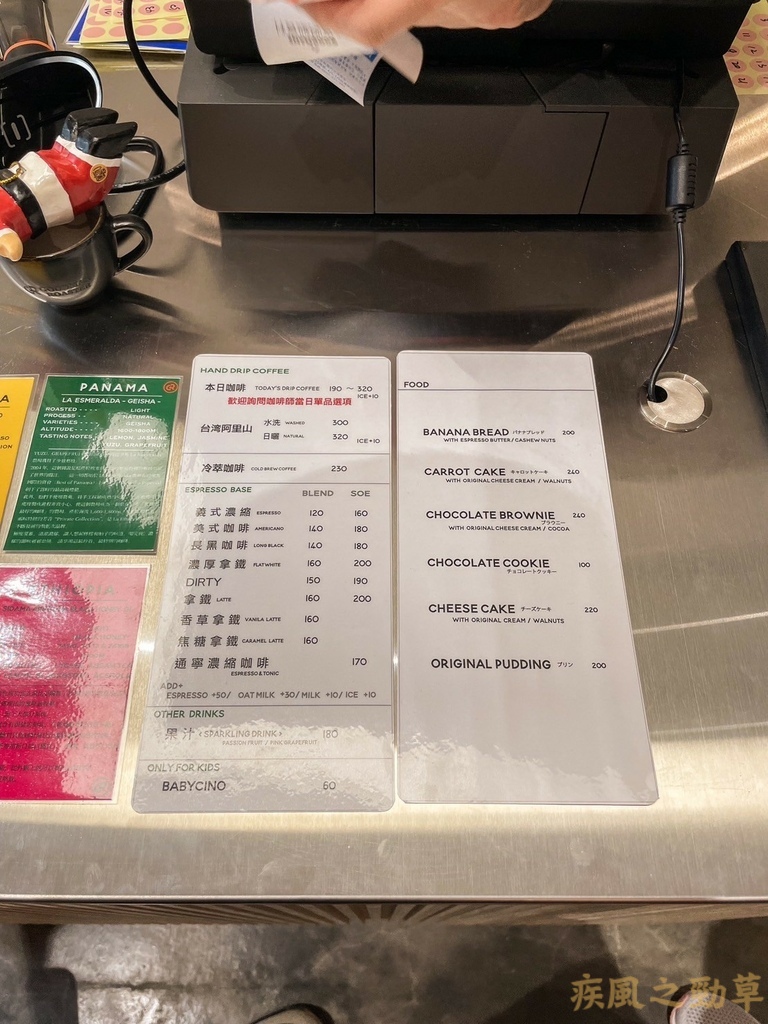 PANAMA
LA ESMERALDA - GEISHA -
ROASTED - - - - LIGHT
PROCESS - - - - NATURAL
VARIETIES - - - GEISHA
ALTITUDE
TASTING NOTES LEMON, JASMINE
YUZU, GRAPEFRUIT
HAND DRIP COFFEE
本日咖啡 TODAY'S DRIP COFFEE 190 ～ 320
ICE+10
歡迎詢問咖啡師當日單品選項
台湾阿里山 水洗 WASHED 300
日曬 NATURAL 320 ICE+10
冷萃咖啡 COLD BREW COFFEE 230
ESPRESSO BASE BLEND SOE
義式濃縮 ESPRESSO 120 160
美式咖啡 AMERICANO 140 180
長黑咖啡 LONG BLACK 140 180
濃厚拿鐵 FLAT WHITE 160 200
DIRTY 150 190
拿鐵 LATTE 160 200
香草拿鐵 VANILA LATTE 160
焦糖拿鐵 CARAMEL LATTE 160
通寧濃縮咖啡 170
ESPRESSO & TONIC
ADD+
ESPRESSO +50/ OAT MILK +30/ MILK +10/ ICE +10
OTHER DRINKS
果汁 <SPARKLING DRINK> 180
PASSION FRUIT / PINK GRAPEFRUIT
ONLY FOR KIDS
BABYCINO 60
FOOD
BANANA BREAD バナナブレッド 200
WITH ESPRESSO BUTTER/ CASHEW NUTS
CARROT CAKE キャロットケーキ 240
WITH ORIGINAL CHEESE CREAM / WALNUTS
CHOCOLATE BROWNIE 240
ブラウニー
WITH ORIGINAL CHEESE CREAM / COCOA
CHOCOLATE COOKIE 100
チョコレートクッキー
CHEESE CAKE チーズケーキ 220
WITH ORIGINAL CREAM / WALNUTS
ORIGINAL PUDDING プリン 200
疾風之勁草